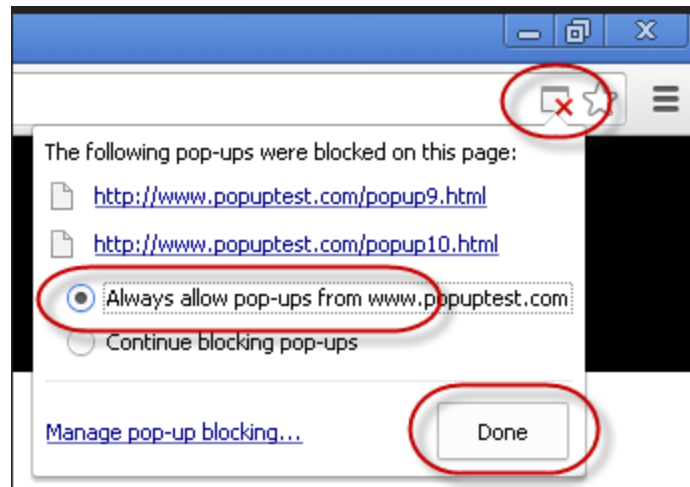 The following pop-ups were blocked on this page:
http://www.popuptest.com/popup9.html
http://www.popuptest.com/popup10.html
Always allow pop-ups from www.popuptest.com
Continue blocking pop-ups
Manage pop-up blocking...
Done